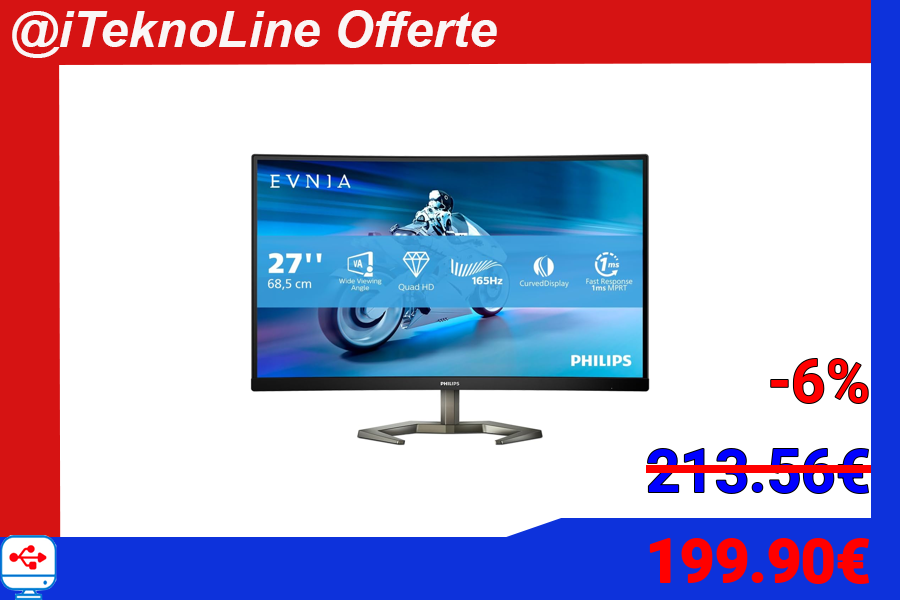 @iTeknoLine Offerte
EVNIA
27''
68,5 cm
VA
Wide Viewing
Angle
Quad HD
165Hz
CurvedDisplay
1ms
Fast Response
1ms MPRT
PHILIPS
PHILIPS
-6%
213.56€
199.90€